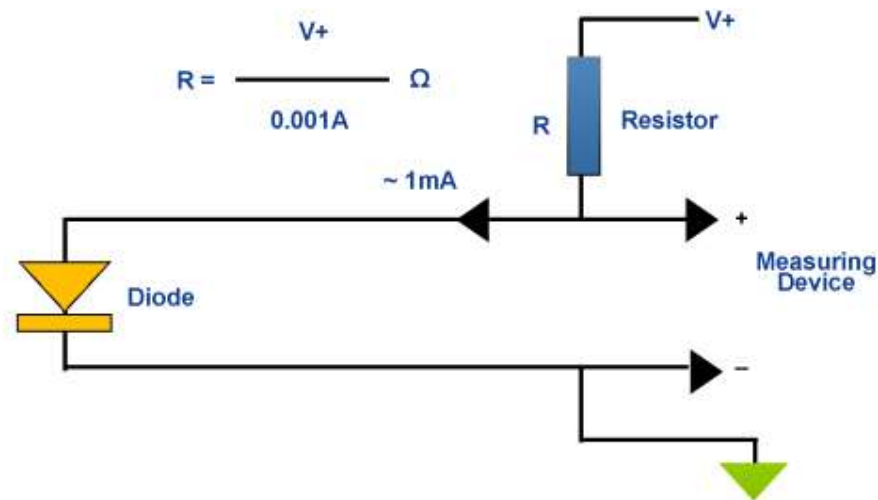 V+
R = Ω
0.001A
V+
R
Resistor
~ 1mA
+
Measuring
Device
Diode
–